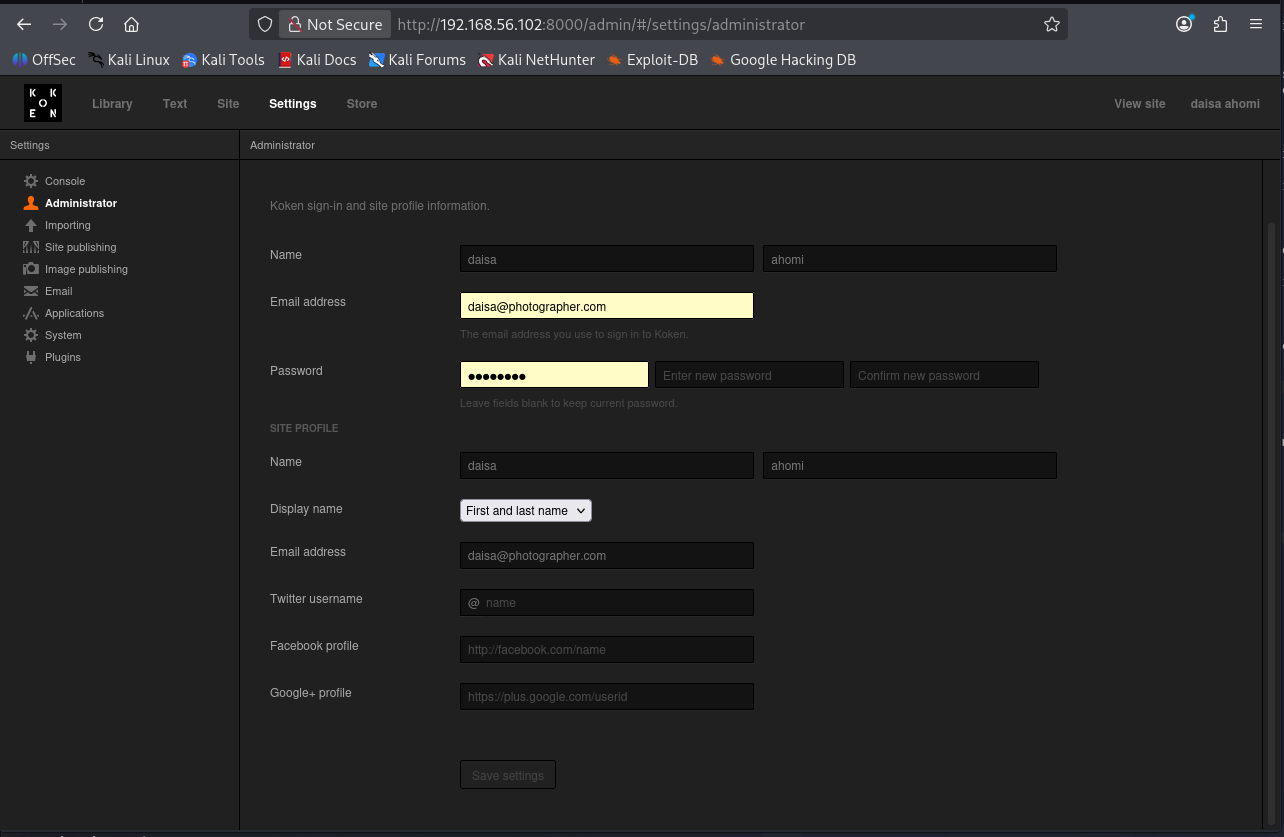 Not Secure http://192.168.56.102:8000/admin/#/settings/administrator
OffSec Kali Linux Kali Tools Kali Docs Kali Forums Kali NetHunter Exploit-DB Google Hacking DB
K K O E N Library Text Site Settings Store View site daisa ahomi
Settings
Administrator
Console
Administrator
Importing
Site publishing
Image publishing
Email
Applications
System
Plugins
Koken sign-in and site profile information.
Name daisa ahomi
Email address daisa@photographer.com
The email address you use to sign in to Koken.
Password ●●●●●●●● Enter new password Confirm new password
Leave fields blank to keep current password.
SITE PROFILE
Name daisa ahomi
Display name First and last name
Email address daisa@photographer.com
Twitter username @ name
Facebook profile http://facebook.com/name
Google+ profile https://plus.google.com/userid
Save settings